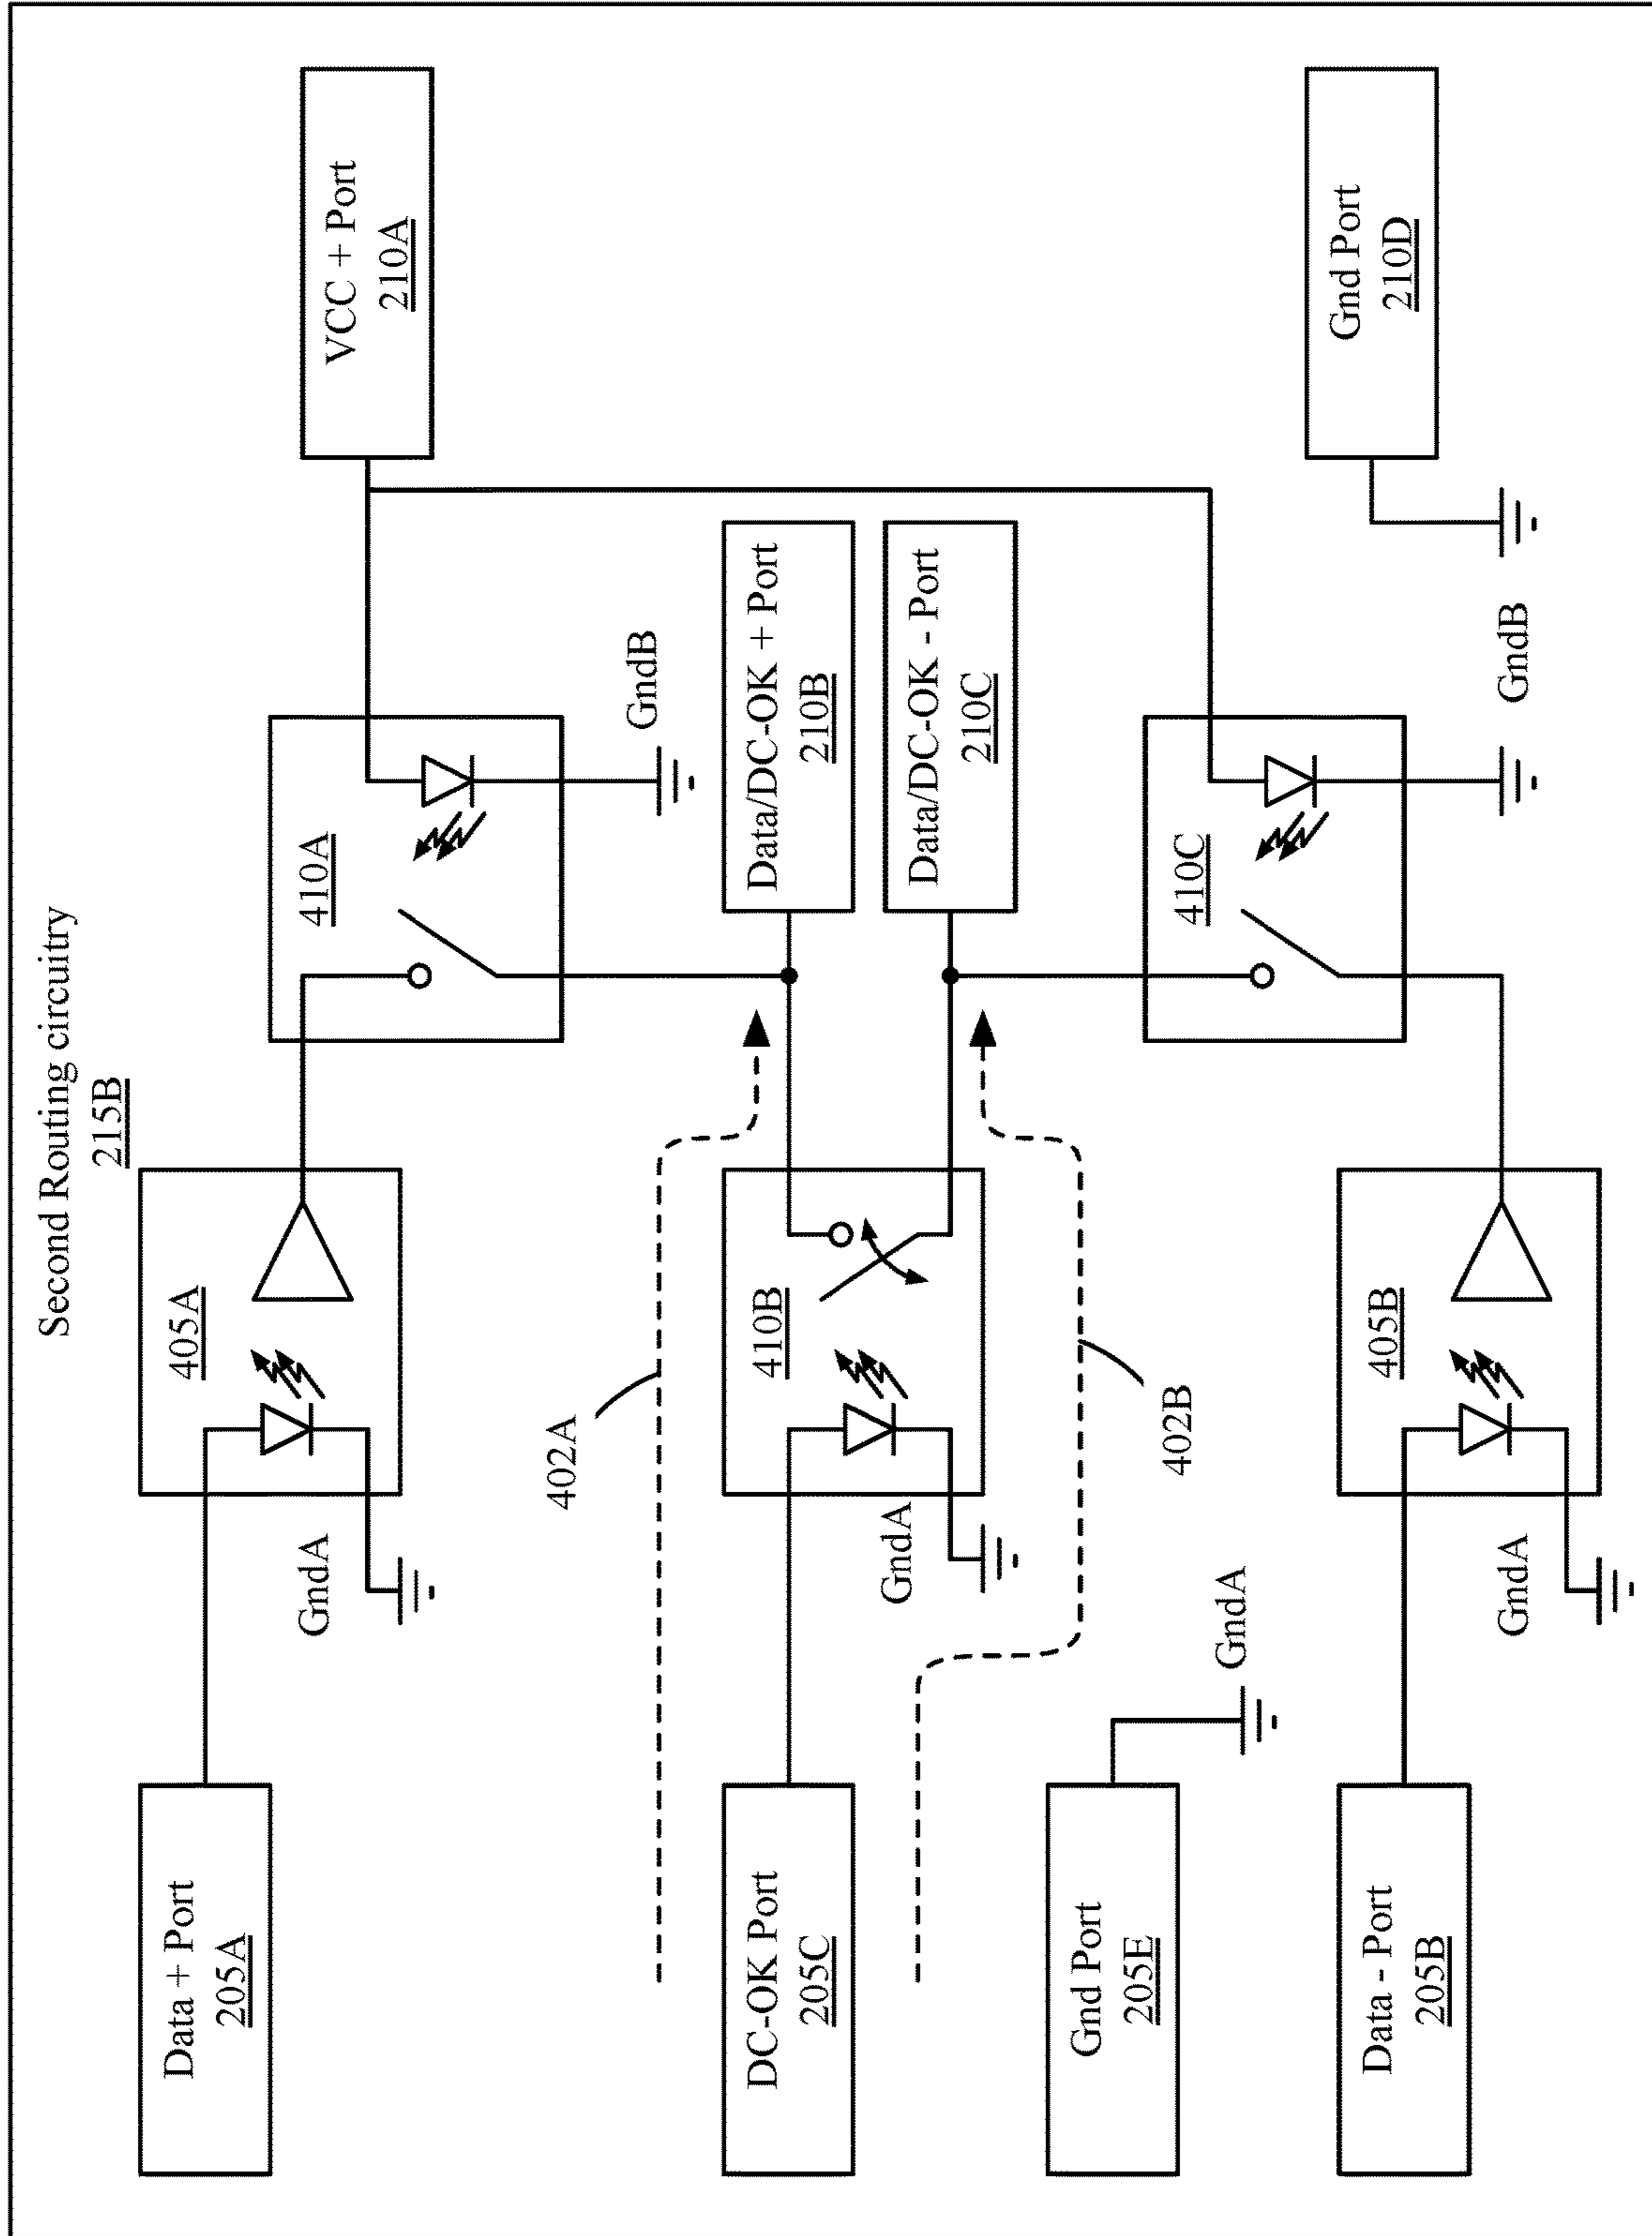 Second Routing circuitry
215B
Data + Port
205A
GndA
405A
410A
GndB
VCC + Port
210A
402A
DC-OK Port
205C
GndA
410B
Data/DC-OK + Port
210B
Data/DC-OK - Port
210C
402B
Gnd Port
205E
GndA
Data - Port
205B
GndA
405B
410C
GndB
Gnd Port
210D